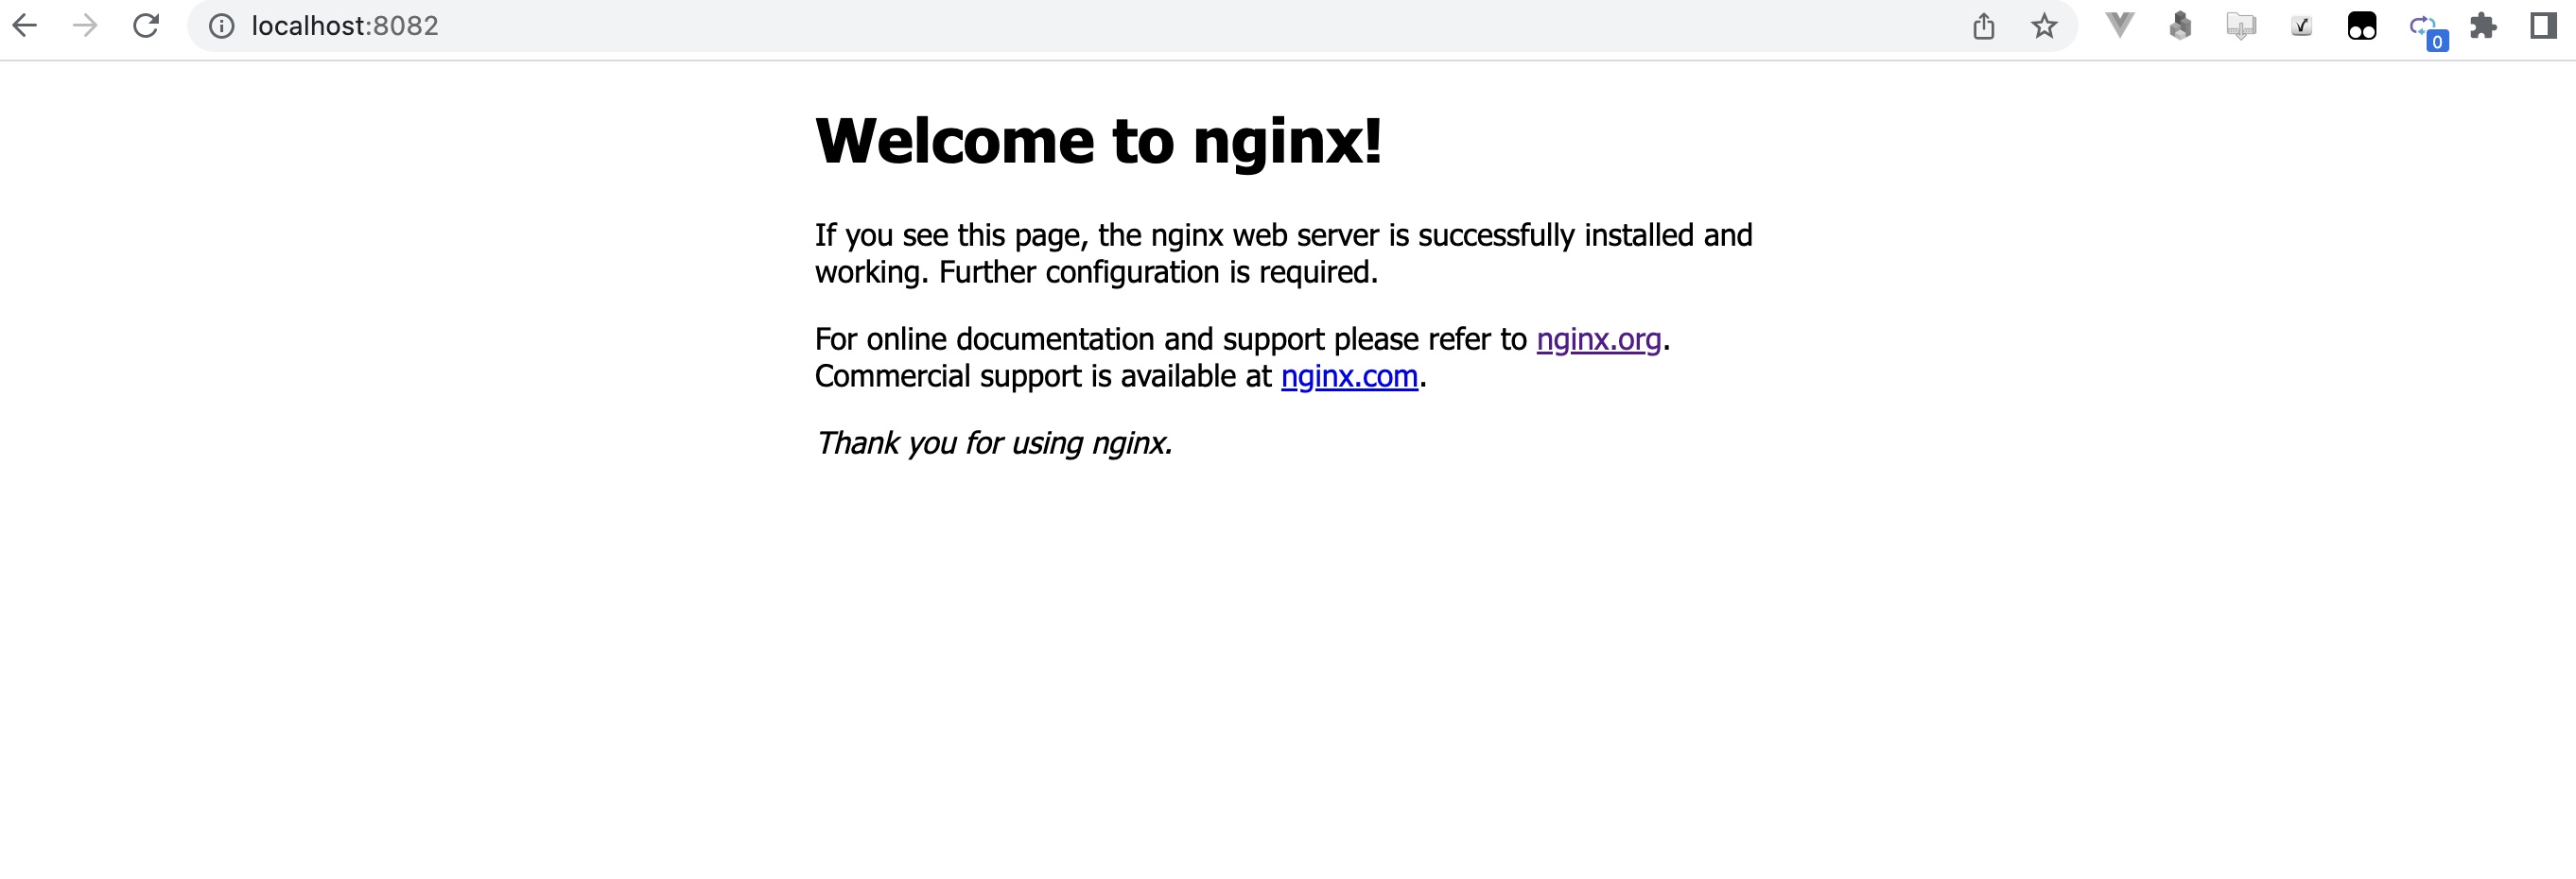 localhost:8082
0
Welcome to nginx!
If you see this page, the nginx web server is successfully installed and
working. Further configuration is required.
For online documentation and support please refer to nginx.org.
Commercial support is available at nginx.com.
Thank you for using nginx.